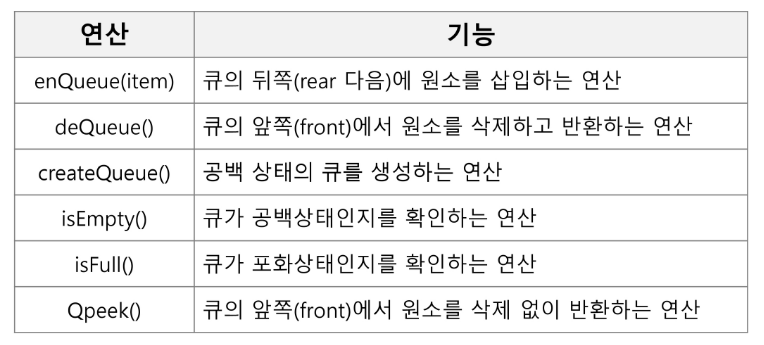 연산 기능
enQueue(item) 큐의 뒤쪽(rear 다음)에 원소를 삽입하는 연산
deQueue() 큐의 앞쪽(front)에서 원소를 삭제하고 반환하는 연산
createQueue() 공백 상태의 큐를 생성하는 연산
isEmpty() 큐가 공백상태인지를 확인하는 연산
isFull() 큐가 포화상태인지를 확인하는 연산
Qpeek() 큐의 앞쪽(front)에서 원소를 삭제 없이 반환하는 연산